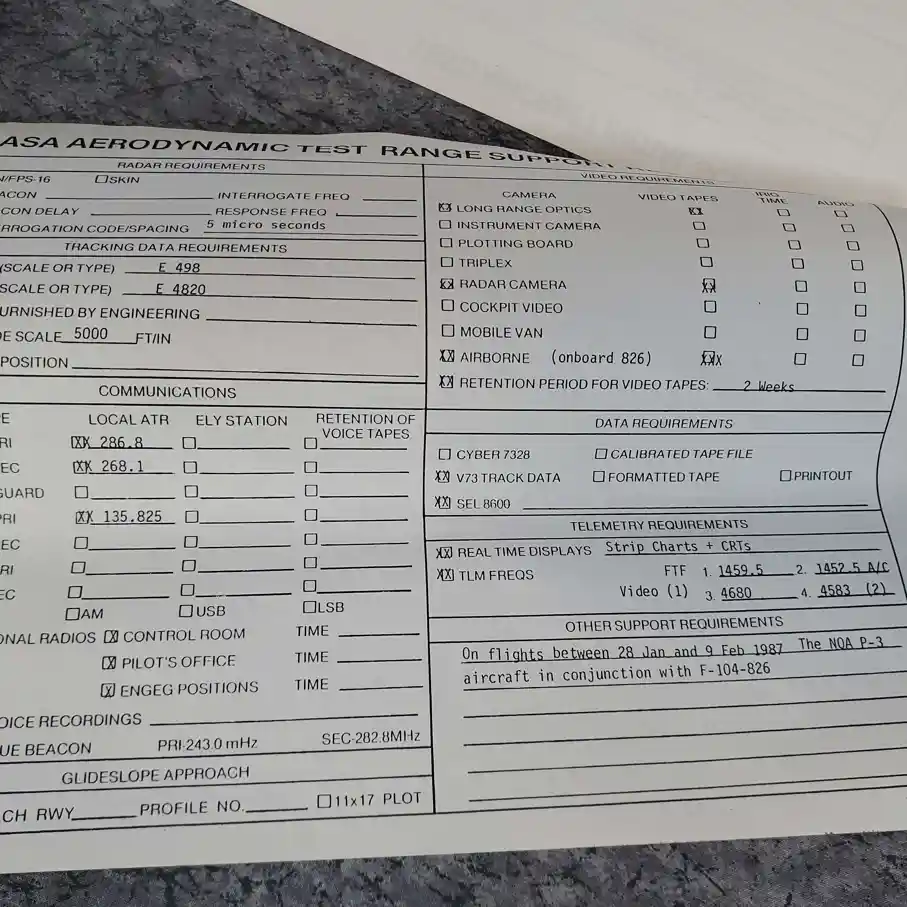 ASA AERODYNAMIC TEST RANGE SUPPORT
RADAR REQUIREMENTS
N/FPS-16 ☐SKIN
ACON INTERROGATE FREQ
CON DELAY RESPONSE FREQ
RROGATION CODE/SPACING 5 micro seconds
TRACKING DATA REQUIREMENTS
(SCALE OR TYPE) E 498
SCALE OR TYPE) E 4820
URNISHED BY ENGINEERING
DE SCALE 5000 FT/IN
POSITION
COMMUNICATIONS
E LOCAL ATR ELY STATION RETENTION OF VOICE TAPES
RI XX 286.8 ☐ ☐
EC XX 268.1 ☐ ☐
GUARD ☐ ☐ ☐
PRI XX 135.825 ☐ ☐
EC ☐ ☐ ☐
RI ☐ ☐ ☐
EC ☐ ☐ ☐
☐AM ☐USB ☐LSB
ONAL RADIOS X CONTROL ROOM TIME
X PILOT'S OFFICE TIME
X ENGEG POSITIONS TIME
OICE RECORDINGS
UE BEACON PRI-243.0 mHz SEC-282.8MHz
GLIDESLOPE APPROACH
CH RWY PROFILE NO. ☐11x17 PLOT
VIDEO REQUIREMENTS
CAMERA VIDEO TAPES IRIG TIME AUDIO
XX LONG RANGE OPTICS XX ☐ ☐
☐ INSTRUMENT CAMERA ☐ ☐ ☐
☐ PLOTTING BOARD ☐ ☐ ☐
☐ TRIPLEX ☐ ☐ ☐
XX RADAR CAMERA XX ☐ ☐
☐ COCKPIT VIDEO ☐ ☐ ☐
☐ MOBILE VAN ☐ ☐ ☐
XX AIRBORNE (onboard 826) XXX ☐ ☐
XX RETENTION PERIOD FOR VIDEO TAPES: 2 Weeks
DATA REQUIREMENTS
☐ CYBER 7328 ☐ CALIBRATED TAPE FILE
XX V73 TRACK DATA ☐ FORMATTED TAPE ☐ PRINTOUT
XX SEL 8600
TELEMETRY REQUIREMENTS
XX REAL TIME DISPLAYS Strip Charts + CRTs
XX TLM FREQS FTF 1. 1459.5 2. 1452.5 A/C
Video (1) 3. 4680 4. 4583 (2)
OTHER SUPPORT REQUIREMENTS
On flights between 28 Jan and 9 Feb 1987 The NOA P-3
aircraft in conjunction with F-104-826